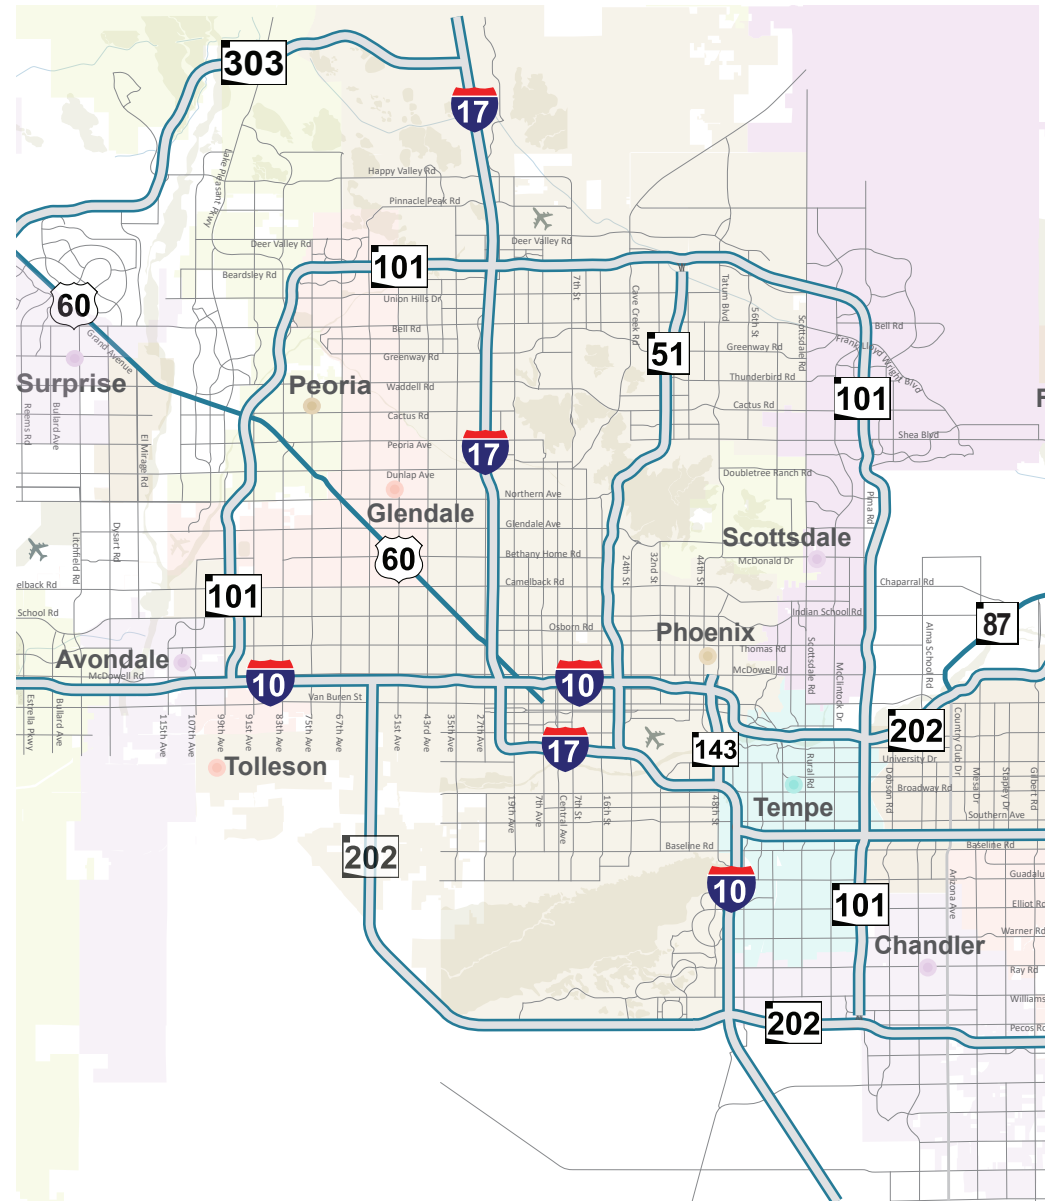 303
17
Lake Pleasant Pkwy
Happy Valley Rd
Pinnacle Peak Rd
Deer Valley Rd
Deer Valley Rd
101
Beardsley Rd
7th St
Tatum Blvd
Cave Creek Rd
60
Union Hills Dr
56th St
Scottsdale Rd
Bell Rd
Bell Rd
Grand Avenue
Greenway Rd
51
Greenway Rd
Frank Lloyd Wright Blvd
Surprise
Peoria
Waddell Rd
Thunderbird Rd
101
Reems Rd
Bullard Ave
Cactus Rd
Cactus Rd
El Mirage Rd
Peoria Ave
17
Shea Blvd
Dunlap Ave
Doubletree Ranch Rd
Northern Ave
Pima Rd
Glendale
Glendale Ave
Scottsdale
Litchfield Rd
Dysart Rd
60
Bethany Home Rd
24th St
32nd St
44th St
McDonald Dr
elback Rd
101
Camelback Rd
Chaparral Rd
School Rd
Indian School Rd
87
Osborn Rd
Phoenix
Alma School Rd
Avondale
Thomas Rd
Scottsdale Rd
McClintock Dr
McDowell Rd
McDowell Rd
10
10
Van Buren St
Estrella Pkwy
Bullard Ave
115th Ave
107th Ave
99th Ave
91st Ave
83th Ave
75th Ave
67th Ave
51st Ave
43rd Ave
35th Ave
27th Ave
17
143
202
Country Club Dr
University Dr
Tolleson
Rural Rd
Dobson Rd
Broadway Rd
Mesa Dr
Stapley Dr
Gilbert Rd
Tempe
19th Ave
7th Ave
Central Ave
7th St
16th St
48th St
Southern Ave
202
Baseline Rd
Baseline Rd
10
101
Arizona Ave
Guadalu
Elliot Rd
Warner Rd
Chandler
Ray Rd
Williams
202
Pecos Rd
F